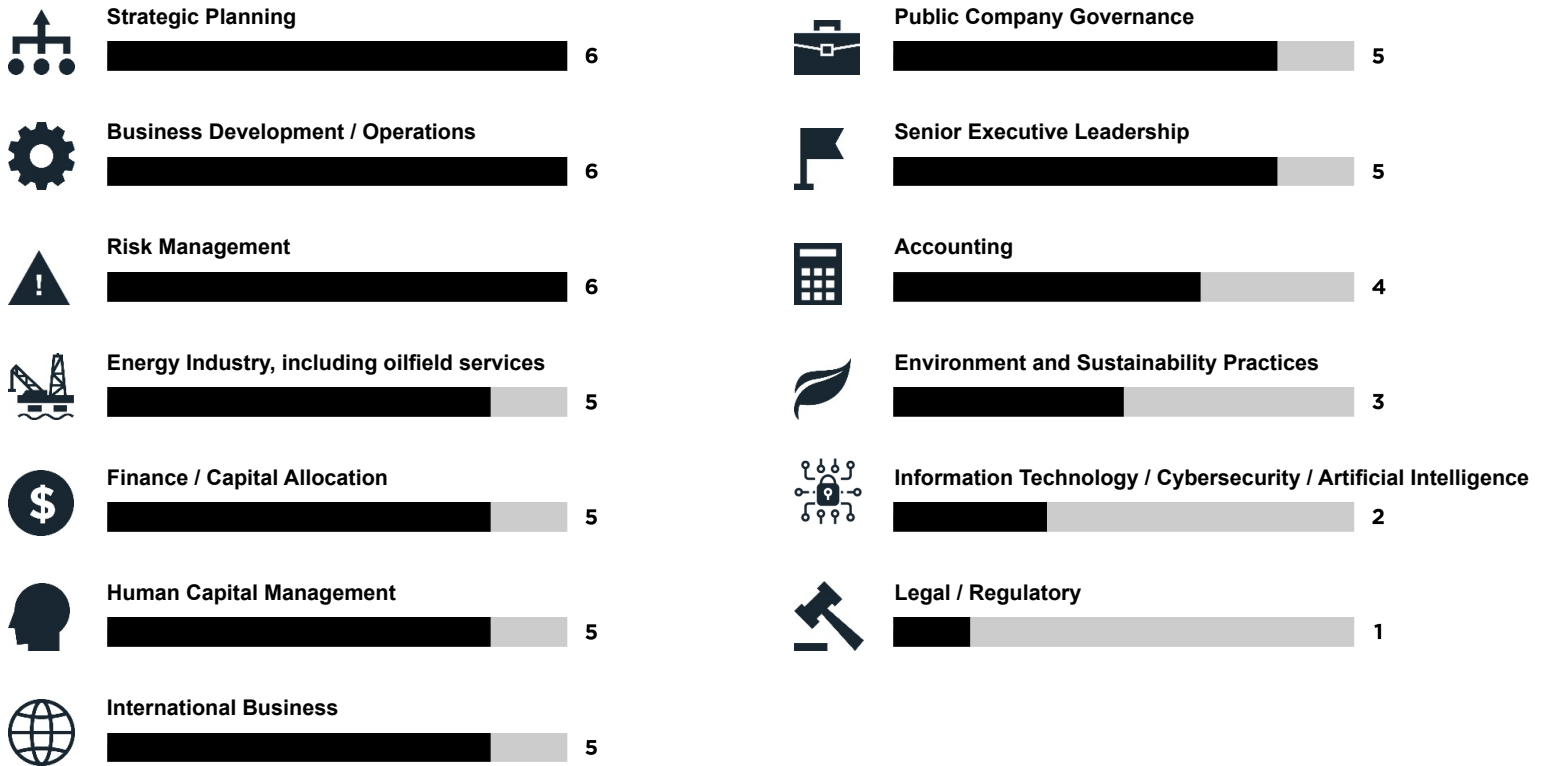 Strategic Planning
6
Business Development / Operations
6
Risk Management
!
6
Energy Industry, including oilfield services
5
Finance / Capital Allocation
$
5
Human Capital Management
5
International Business
5
Public Company Governance
5
Senior Executive Leadership
5
Accounting
4
Environment and Sustainability Practices
3
Information Technology / Cybersecurity / Artificial Intelligence
2
Legal / Regulatory
1